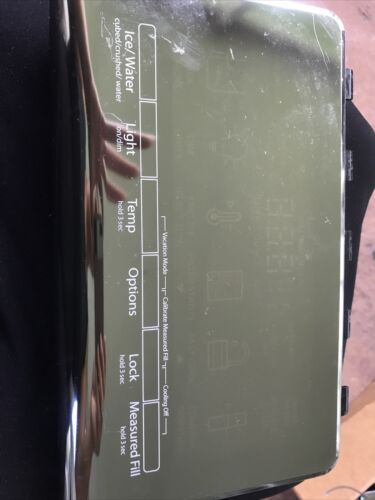 Ice/Water
cubed/crushed/ water
Light
on/dim
Temp
hold 3 sec
Options
Lock
hold 3 sec
Measured Fill
hold 3 sec
Vacation Mode
Calibrate Measured Fill
Cooling Off